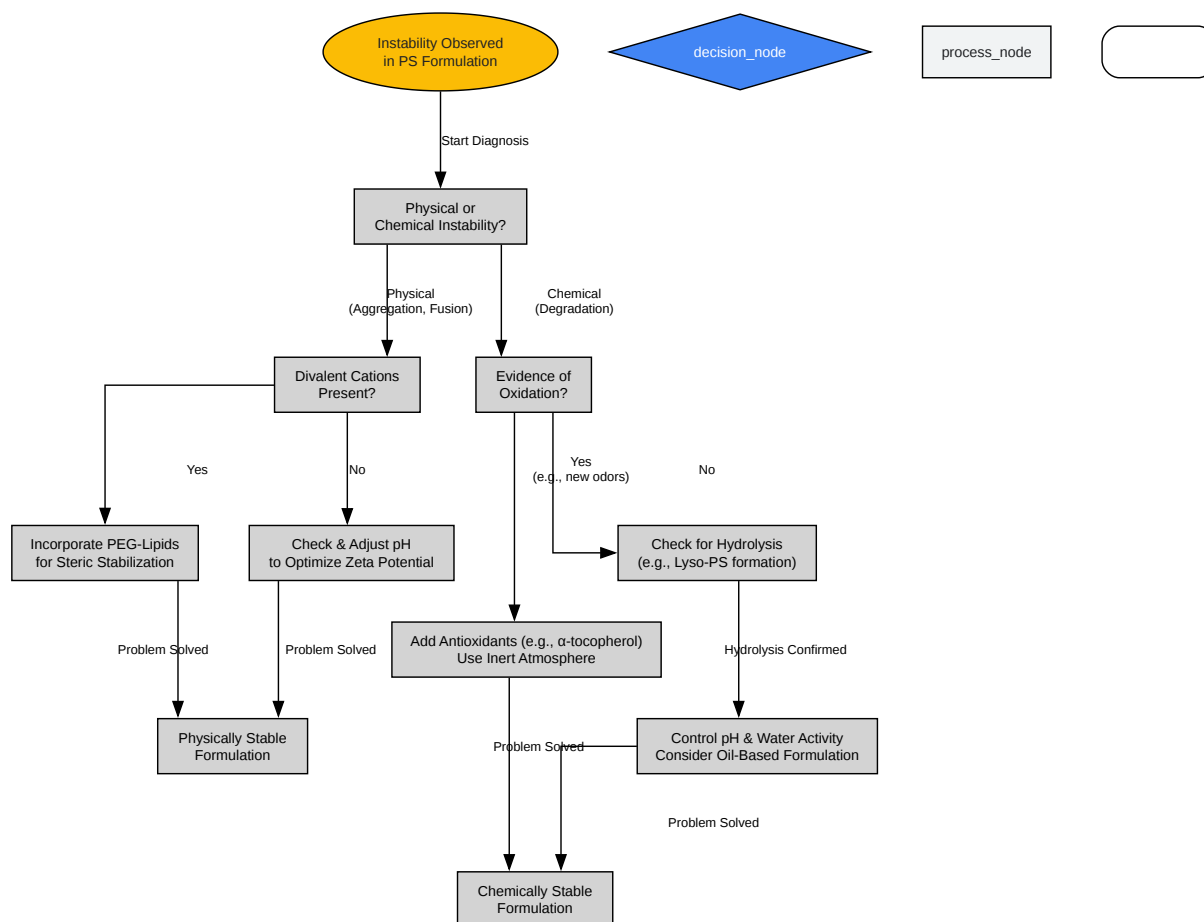 Instability Observed
in PS Formulation
decision_node
process_node
Start Diagnosis
Physical or
Chemical Instability?
Physical
(Aggregation, Fusion)
Chemical
(Degradation)
Divalent Cations
Present?
Evidence of
Oxidation?
Yes
No
Yes
(e.g., new odors)
No
Incorporate PEG-Lipids
for Steric Stabilization
Check & Adjust pH
to Optimize Zeta Potential
Check for Hydrolysis
(e.g., Lyso-PS formation)
Problem Solved
Problem Solved
Add Antioxidants (e.g., α-tocopherol)
Use Inert Atmosphere
Hydrolysis Confirmed
Physically Stable
Formulation
Problem Solved
Control pH & Water Activity
Consider Oil-Based Formulation
Problem Solved
Chemically Stable
Formulation